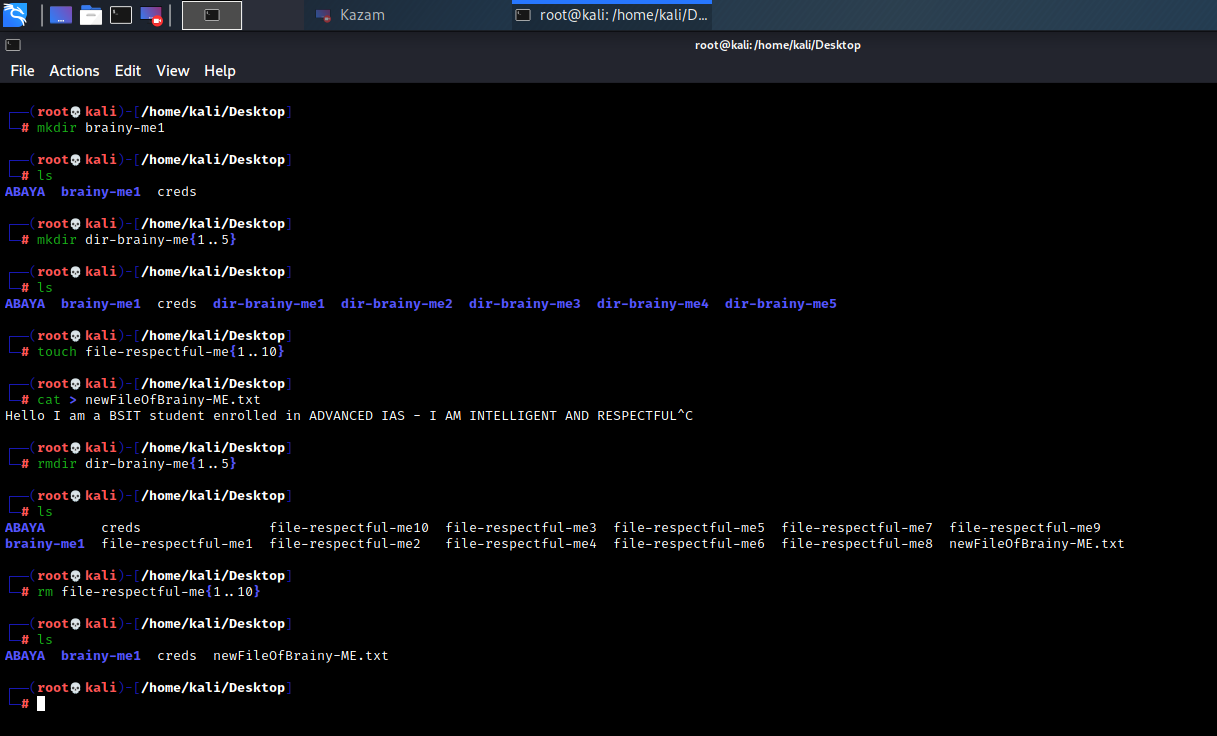 Kazam
root@kali: /home/kali/D...
root@kali: /home/kali/Desktop
File Actions Edit View Help
┌──(root💀kali)-[/home/kali/Desktop]
└─# mkdir brainy-me1
┌──(root💀kali)-[/home/kali/Desktop]
└─# ls
ABAYA brainy-me1 creds
┌──(root💀kali)-[/home/kali/Desktop]
└─# mkdir dir-brainy-me{1..5}
┌──(root💀kali)-[/home/kali/Desktop]
└─# ls
ABAYA brainy-me1 creds dir-brainy-me1 dir-brainy-me2 dir-brainy-me3 dir-brainy-me4 dir-brainy-me5
┌──(root💀kali)-[/home/kali/Desktop]
└─# touch file-respectful-me{1..10}
┌──(root💀kali)-[/home/kali/Desktop]
└─# cat > newFileOfBrainy-ME.txt
Hello I am a BSIT student enrolled in ADVANCED IAS - I AM INTELLIGENT AND RESPECTFUL^C
┌──(root💀kali)-[/home/kali/Desktop]
└─# rmdir dir-brainy-me{1..5}
┌──(root💀kali)-[/home/kali/Desktop]
└─# ls
ABAYA creds file-respectful-me10 file-respectful-me3 file-respectful-me5 file-respectful-me7 file-respectful-me9
brainy-me1 file-respectful-me1 file-respectful-me2 file-respectful-me4 file-respectful-me6 file-respectful-me8 newFileOfBrainy-ME.txt
┌──(root💀kali)-[/home/kali/Desktop]
└─# rm file-respectful-me{1..10}
┌──(root💀kali)-[/home/kali/Desktop]
└─# ls
ABAYA brainy-me1 creds newFileOfBrainy-ME.txt
┌──(root💀kali)-[/home/kali/Desktop]
└─#